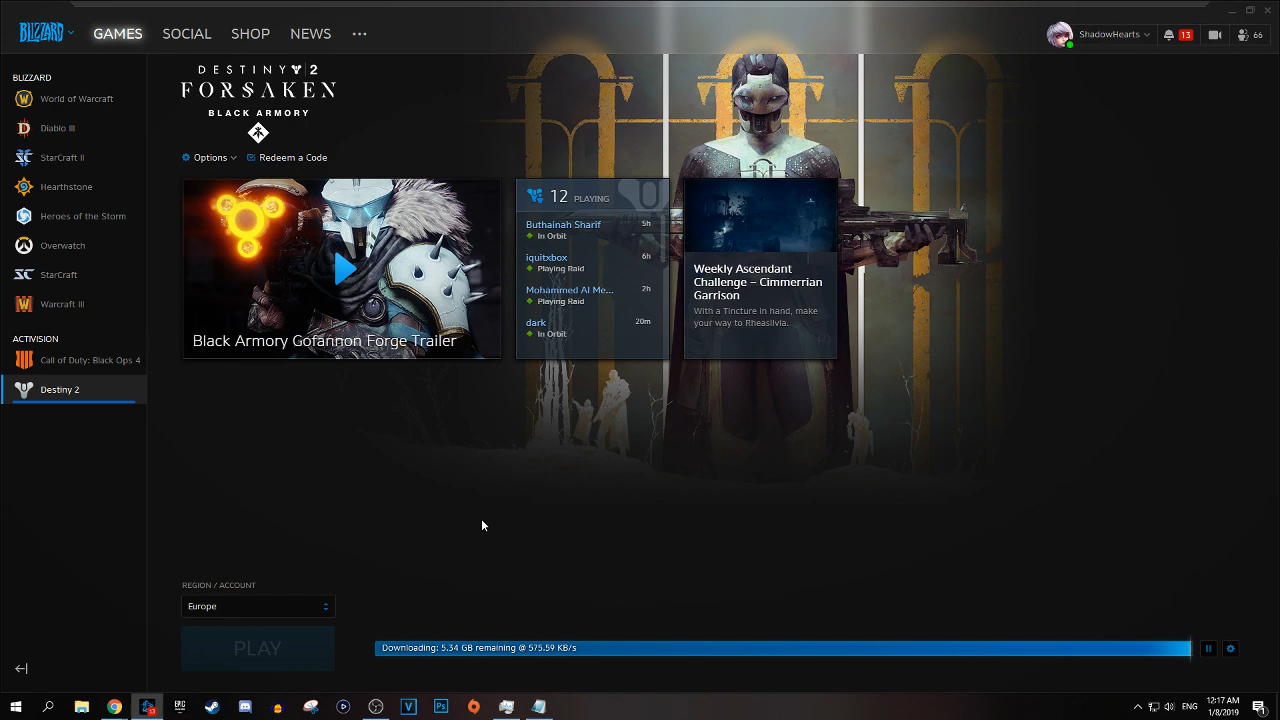 BLIZZARD
GAMES
SOCIAL
SHOP
NEWS
ShadowHearts
13
66
BLIZZARD
World of Warcraft
Diablo III
StarCraft II
Hearthstone
Heroes of the Storm
Overwatch
StarCraft
Warcraft III
ACTIVISION
Call of Duty: Black Ops 4
Destiny 2
DESTINY 2
FORSAKEN
BLACK ARMORY
Options
Redeem a Code
Black Armory Gofannon Forge Trailer
12 PLAYING
Buthainah Sharif 5h
In Orbit
iquitxbox 6h
Playing Raid
Mohammed Al Me... 2h
Playing Raid
dark 20m
In Orbit
Weekly Ascendant
Challenge – Cimmerrian
Garrison
With a Tincture in hand, make
your way to Rheasilvia.
REGION / ACCOUNT
Europe
PLAY
Downloading: 5.34 GB remaining @ 575.59 KB/s
13
EPIC
V
Ps
ENG
12:17 AM
1/8/2019